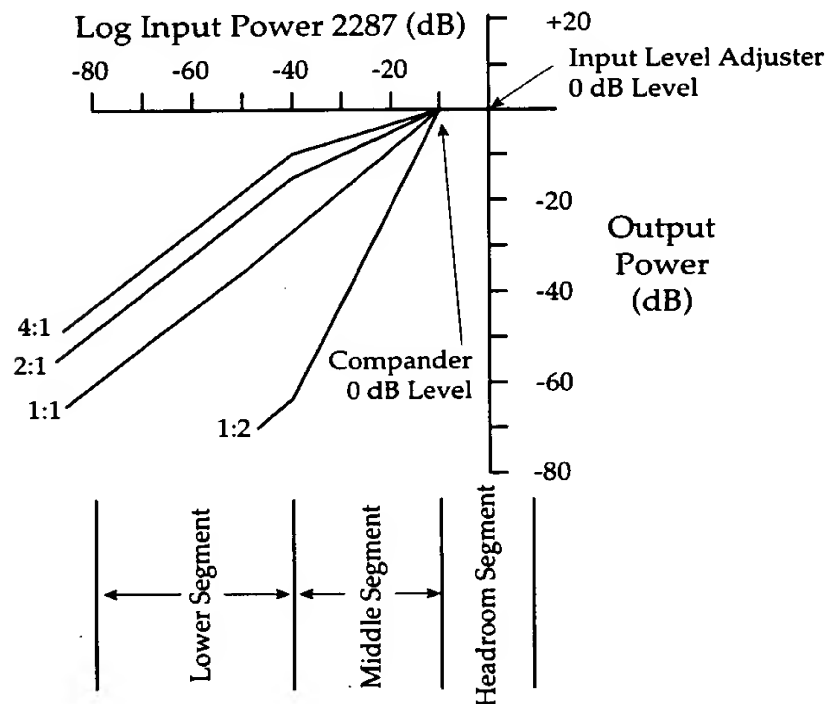 Log Input Power 2287 (dB)
-80 -60 -40 -20
+20
Input Level Adjuster
0 dB Level
-20
Output
Power
(dB)
-40
-60
-80
4:1
2:1
1:1
1:2
Compander
0 dB Level
Lower Segment
Middle Segment
Headroom Segment